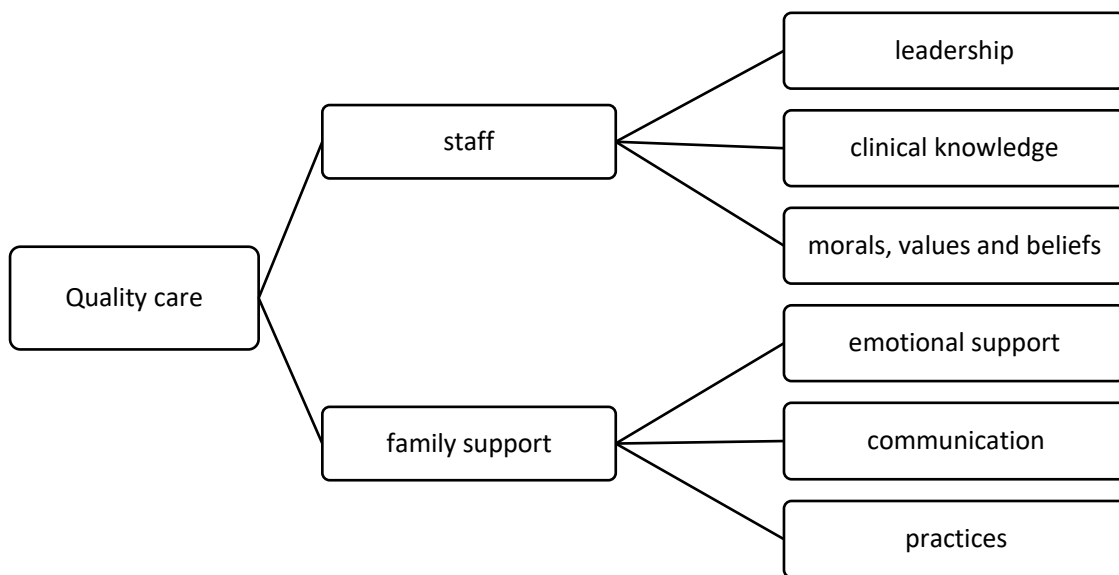 Quality care
staff
leadership
clinical knowledge
morals, values and beliefs
family support
emotional support
communication
practices